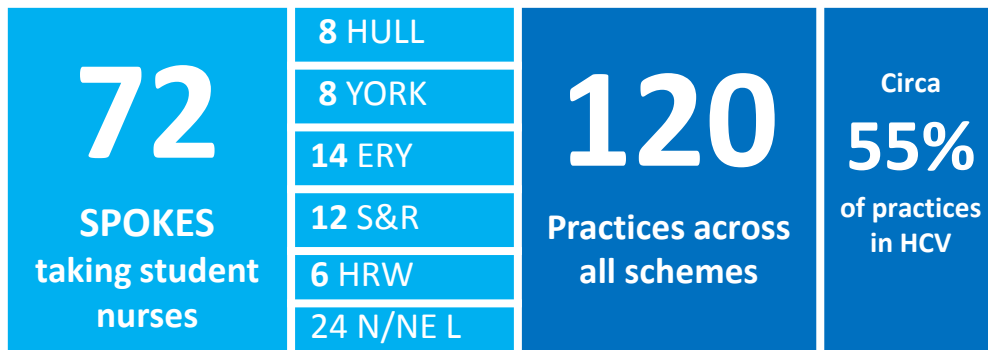 72
SPOKES
taking student
nurses
8 HULL
8 YORK
14 ERY
12 S&R
6 HRW
24 N/NE L
120
Practices across
all schemes
Circa
55%
of practices
in HCV